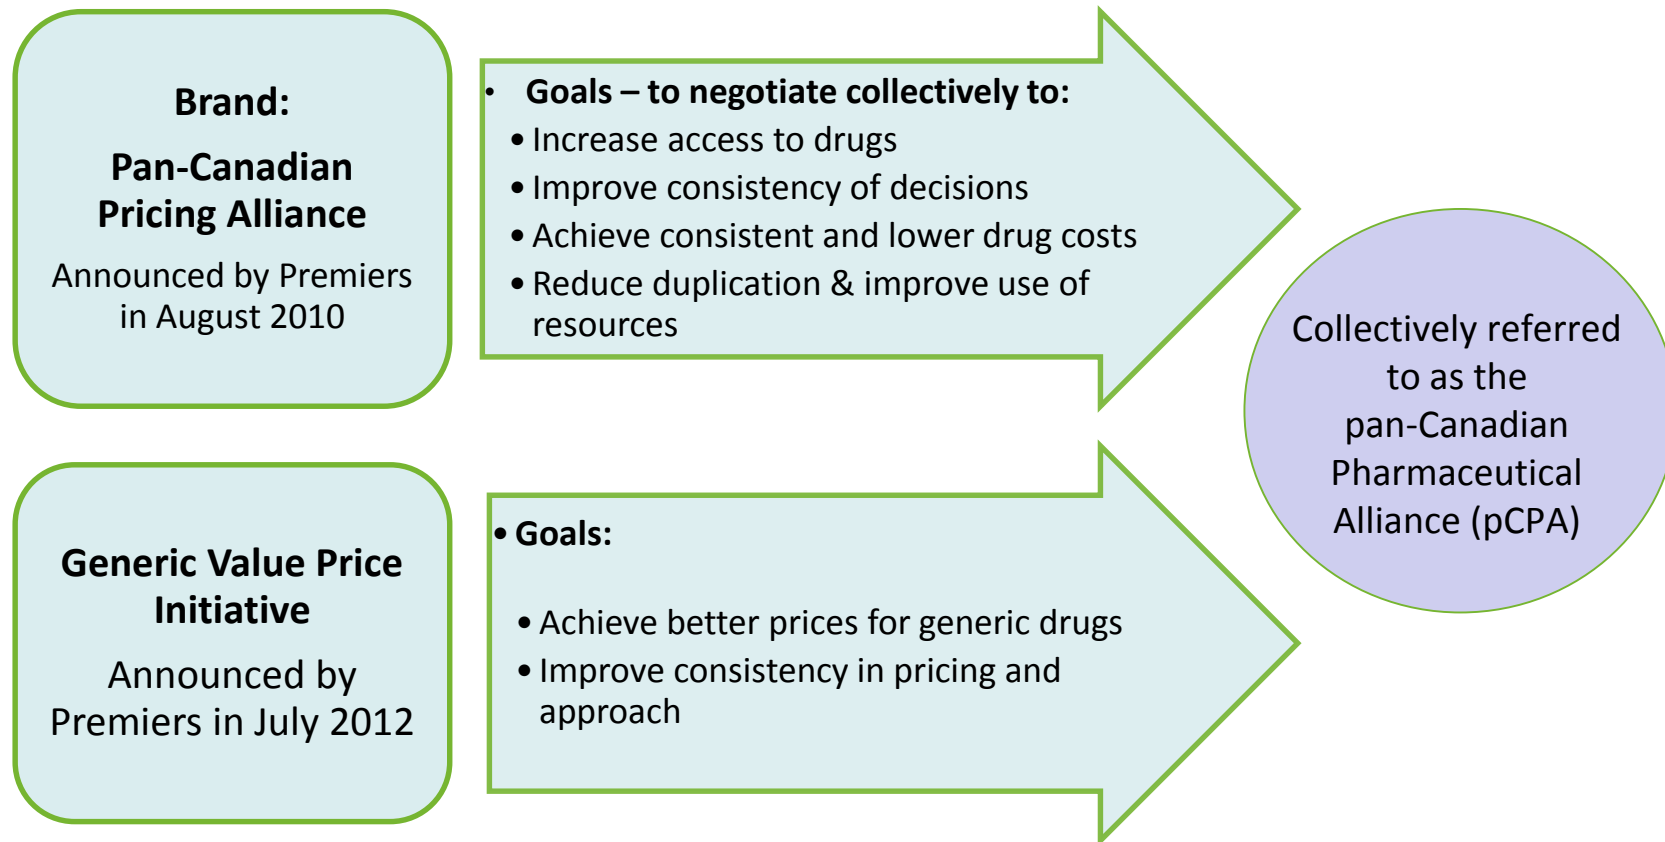 Brand:
Pan-Canadian
Pricing Alliance
Announced by Premiers
in August 2010
• Goals – to negotiate collectively to:
• Increase access to drugs
• Improve consistency of decisions
• Achieve consistent and lower drug costs
• Reduce duplication & improve use of
resources
Generic Value Price
Initiative
Announced by
Premiers in July 2012
• Goals:
• Achieve better prices for generic drugs
• Improve consistency in pricing and
approach
Collectively referred
to as the
pan-Canadian
Pharmaceutical
Alliance (pCPA)